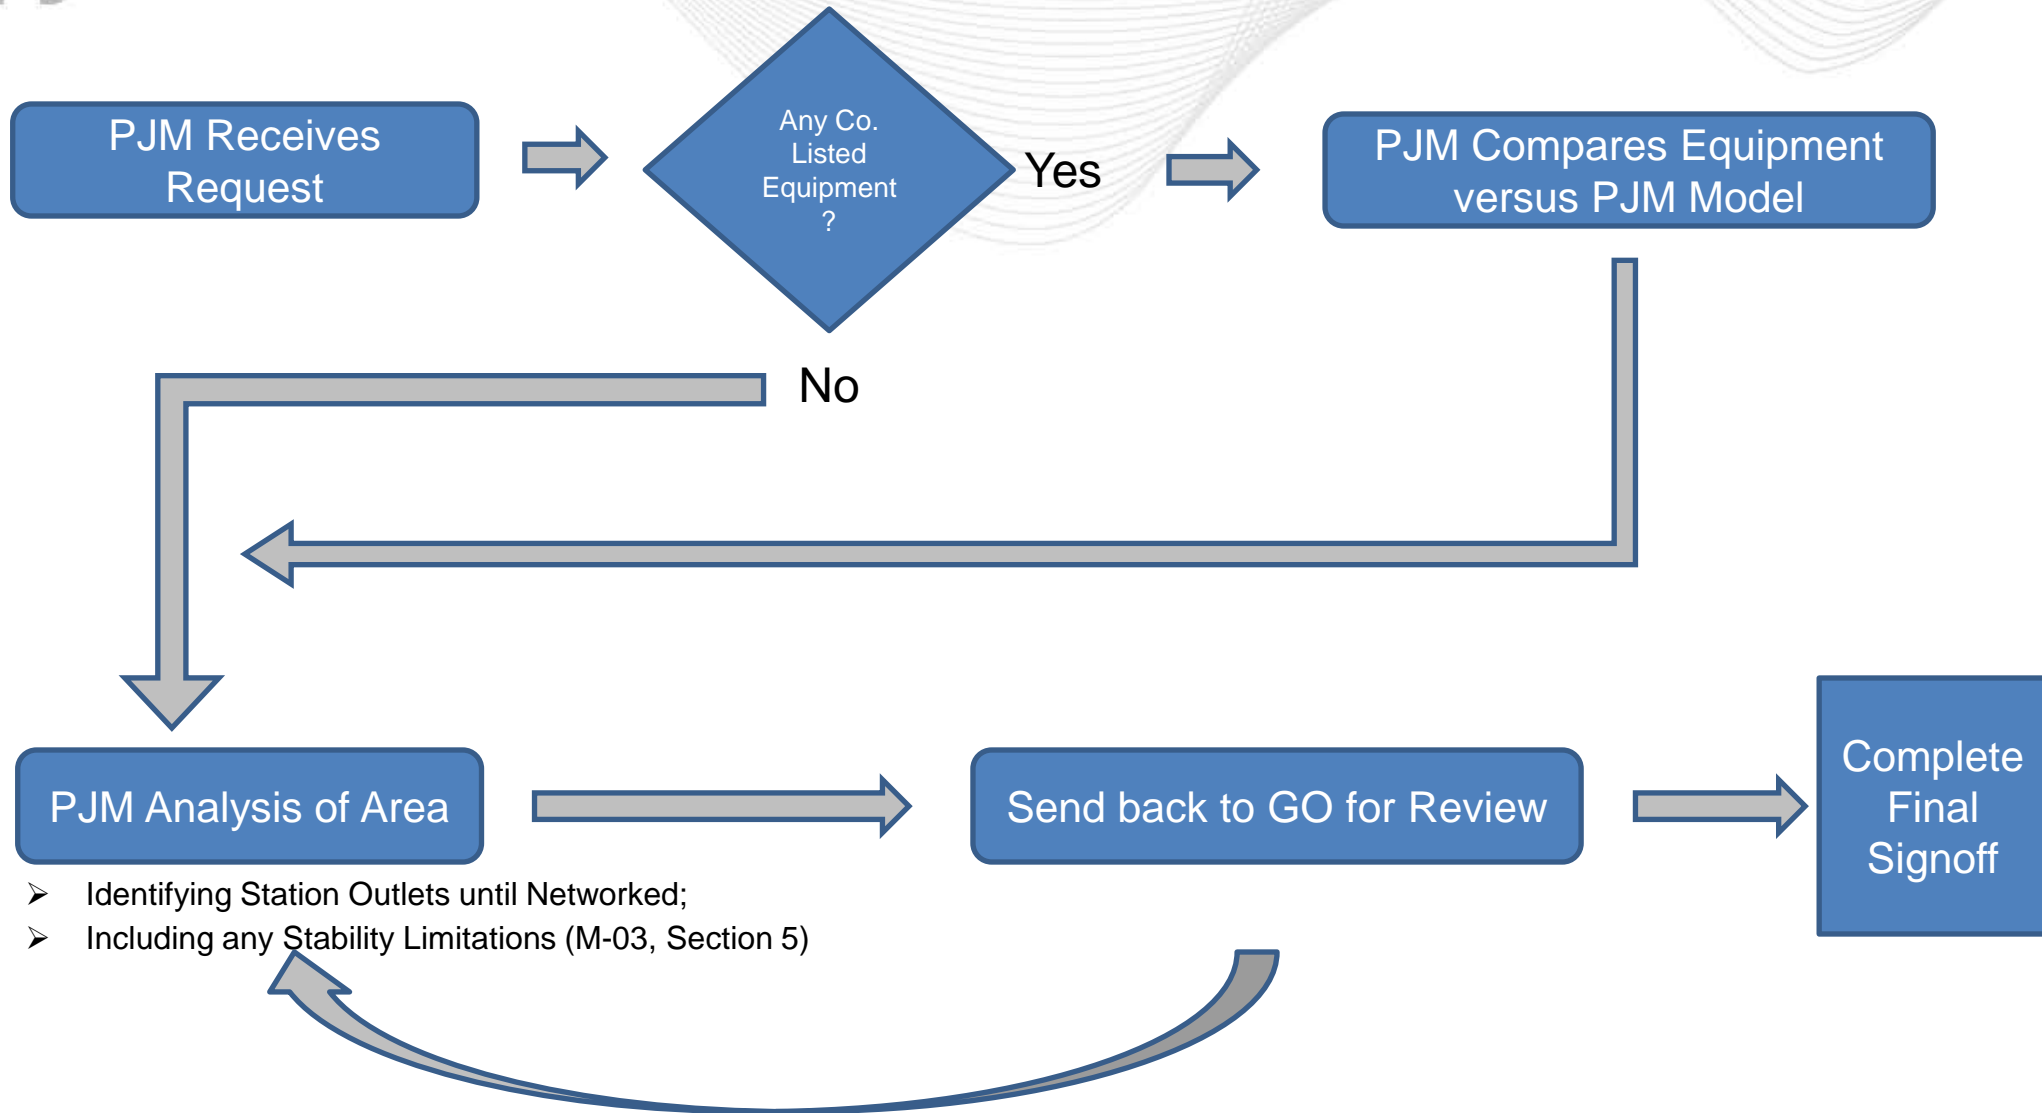 PJM Receives
Request
Any Co.
Listed
Equipment
?
Yes
PJM Compares Equipment
versus PJM Model
No
PJM Analysis of Area
Send back to GO for Review
Complete
Final
Signoff
➢ Identifying Station Outlets until Networked;
➢ Including any Stability Limitations (M-03, Section 5)